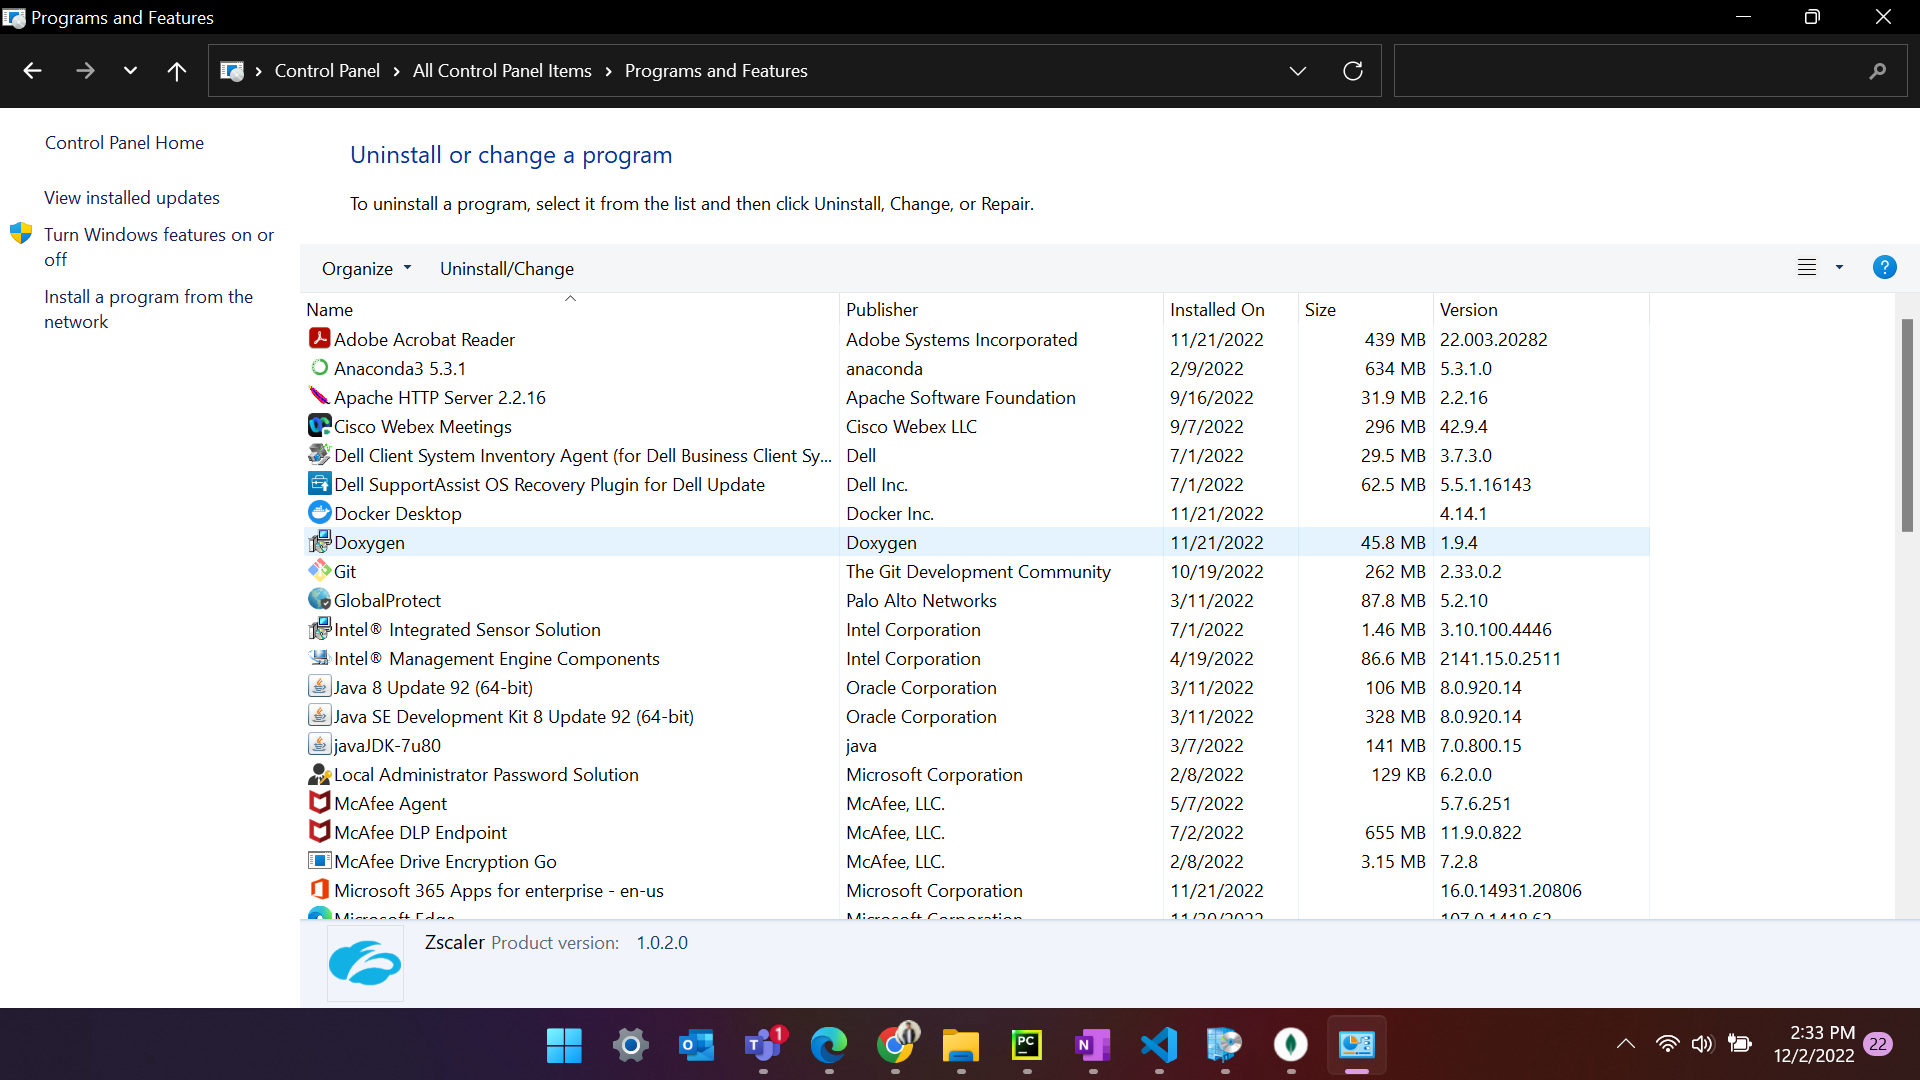 Programs and Features
Control Panel > All Control Panel Items > Programs and Features
Control Panel Home
View installed updates
Turn Windows features on or
off
Install a program from the
network
Uninstall or change a program
To uninstall a program, select it from the list and then click Uninstall, Change, or Repair.
Organize Uninstall/Change ?
Name Publisher Installed On Size Version
Adobe Acrobat Reader Adobe Systems Incorporated 11/21/2022 439 MB 22.003.20282
Anaconda3 5.3.1 anaconda 2/9/2022 634 MB 5.3.1.0
Apache HTTP Server 2.2.16 Apache Software Foundation 9/16/2022 31.9 MB 2.2.16
Cisco Webex Meetings Cisco Webex LLC 9/7/2022 296 MB 42.9.4
Dell Client System Inventory Agent (for Dell Business Client Sy... Dell 7/1/2022 29.5 MB 3.7.3.0
Dell SupportAssist OS Recovery Plugin for Dell Update Dell Inc. 7/1/2022 62.5 MB 5.5.1.16143
Docker Desktop Docker Inc. 11/21/2022 4.14.1
Doxygen Doxygen 11/21/2022 45.8 MB 1.9.4
Git The Git Development Community 10/19/2022 262 MB 2.33.0.2
GlobalProtect Palo Alto Networks 3/11/2022 87.8 MB 5.2.10
Intel® Integrated Sensor Solution Intel Corporation 7/1/2022 1.46 MB 3.10.100.4446
Intel® Management Engine Components Intel Corporation 4/19/2022 86.6 MB 2141.15.0.2511
Java 8 Update 92 (64-bit) Oracle Corporation 3/11/2022 106 MB 8.0.920.14
Java SE Development Kit 8 Update 92 (64-bit) Oracle Corporation 3/11/2022 328 MB 8.0.920.14
javaJDK-7u80 java 3/7/2022 141 MB 7.0.800.15
Local Administrator Password Solution Microsoft Corporation 2/8/2022 129 KB 6.2.0.0
McAfee Agent McAfee, LLC. 5/7/2022 5.7.6.251
McAfee DLP Endpoint McAfee, LLC. 7/2/2022 655 MB 11.9.0.822
McAfee Drive Encryption Go McAfee, LLC. 2/8/2022 3.15 MB 7.2.8
Microsoft 365 Apps for enterprise - en-us Microsoft Corporation 11/21/2022 16.0.14931.20806
Microsoft Edge Microsoft Corporation 11/30/2022 107.0.1418.62
Zscaler Product version: 1.0.2.0
1
PC
2:33 PM
12/2/2022 22